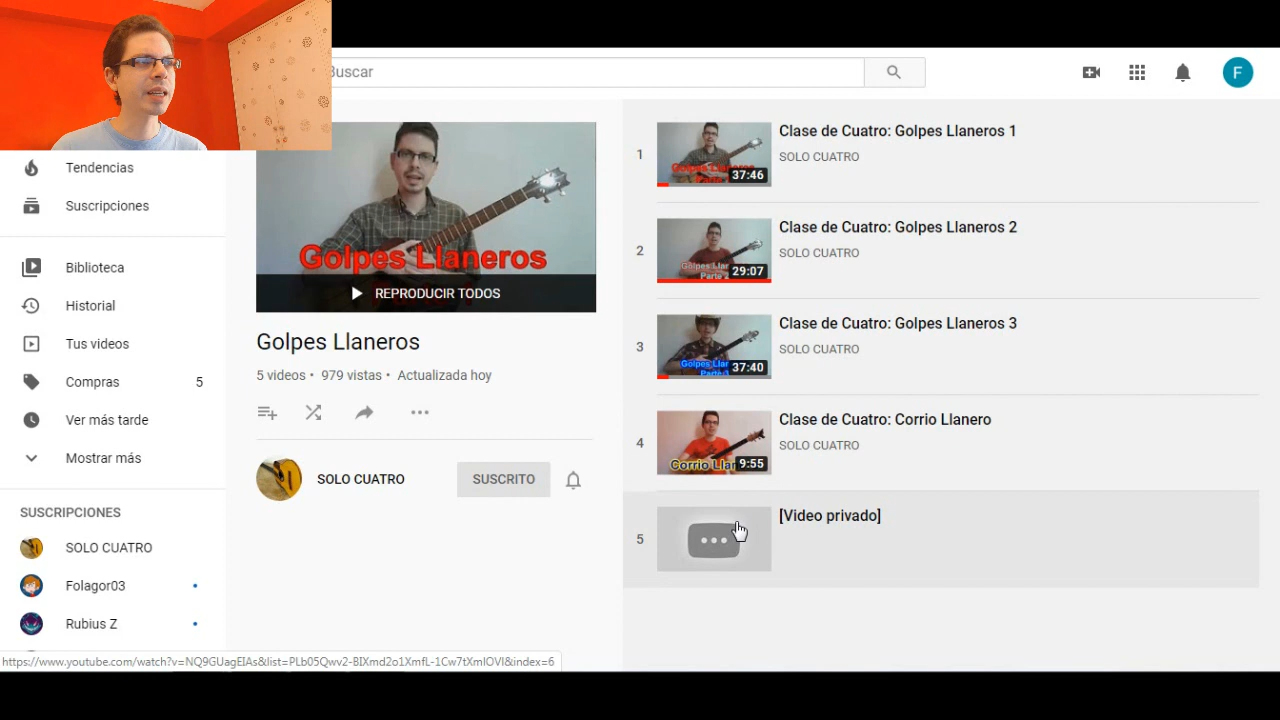 Buscar
F
Tendencias
Suscripciones
Biblioteca
Historial
Tus videos
Compras 5
Ver más tarde
Mostrar más
SUSCRIPCIONES
SOLO CUATRO
Folagor03
Rubius Z
Golpes Llaneros
REPRODUCIR TODOS
Golpes Llaneros
5 videos • 979 vistas • Actualizada hoy
SOLO CUATRO
SUSCRITO
1
37:46
Clase de Cuatro: Golpes Llaneros 1
SOLO CUATRO
2
29:07
Clase de Cuatro: Golpes Llaneros 2
SOLO CUATRO
3
37:40
Clase de Cuatro: Golpes Llaneros 3
SOLO CUATRO
4
Corrio Lla
9:55
Clase de Cuatro: Corrio Llanero
SOLO CUATRO
5
[Video privado]
https://www.youtube.com/watch?v=NQ9GUagEIAs&list=PLb05Qwv2-BIXmd2o1XmfL-1Cw7tXmlOVl&index=6